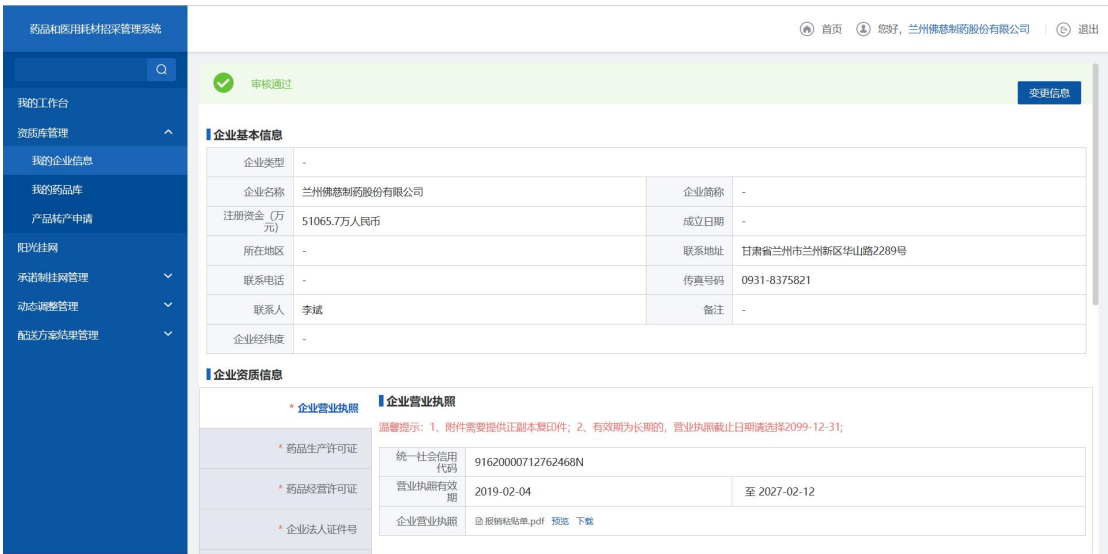 药品和医用耗材招采管理系统
首页 您好, 兰州佛慈制药股份有限公司 退出
我的工作台
资质库管理
我的企业信息
我的药品库
产品转产申请
阳光挂网
承诺制挂网管理
动态调整管理
配送方案结果管理
审核通过
变更信息
企业基本信息
企业类型 -
企业名称 兰州佛慈制药股份有限公司 企业简称 -
注册资金 (万
元) 51065.7万人民币 成立日期 -
所在地区 - 联系地址 甘肃省兰州市兰州新区华山路2289号
联系电话 - 传真号码 0931-8375821
联系人 李斌 备注 -
企业经纬度 -
企业资质信息
* 企业营业执照
* 药品生产许可证
* 药品经营许可证
* 企业法人证件号
企业营业执照
温馨提示: 1、附件需要提供正副本复印件; 2、有效期为长期的, 营业执照截止日期请选择2099-12-31;
统一社会信用
代码 91620000712762468N
营业执照有效
期 2019-02-04 至 2027-02-12
企业营业执照 报销粘贴单.pdf 预览 下载